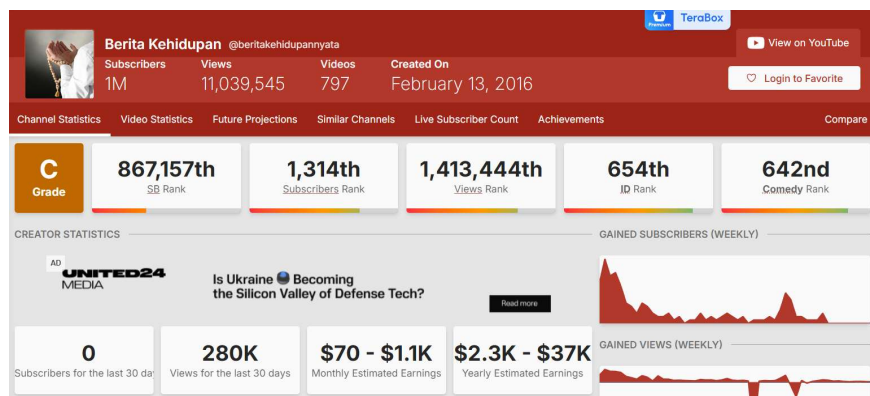 Premium TeraBox
Berita Kehidupan @beritakehidupannyata
View on YouTube
Subscribers Views Videos Created On
1M 11,039,545 797 February 13, 2016
Login to Favorite
Channel Statistics Video Statistics Future Projections Similar Channels Live Subscriber Count Achievements Compare
C
Grade
867,157th
SB Rank
1,314th
Subscribers Rank
1,413,444th
Views Rank
654th
ID Rank
642nd
Comedy Rank
CREATOR STATISTICS
AD
UNITED24
MEDIA
Is Ukraine Becoming
the Silicon Valley of Defense Tech?
Read more
0
Subscribers for the last 30 da
280K
Views for the last 30 days
$70 - $1.1K
Monthly Estimated Earnings
$2.3K - $37K
Yearly Estimated Earnings
GAINED SUBSCRIBERS (WEEKLY)
GAINED VIEWS (WEEKLY)